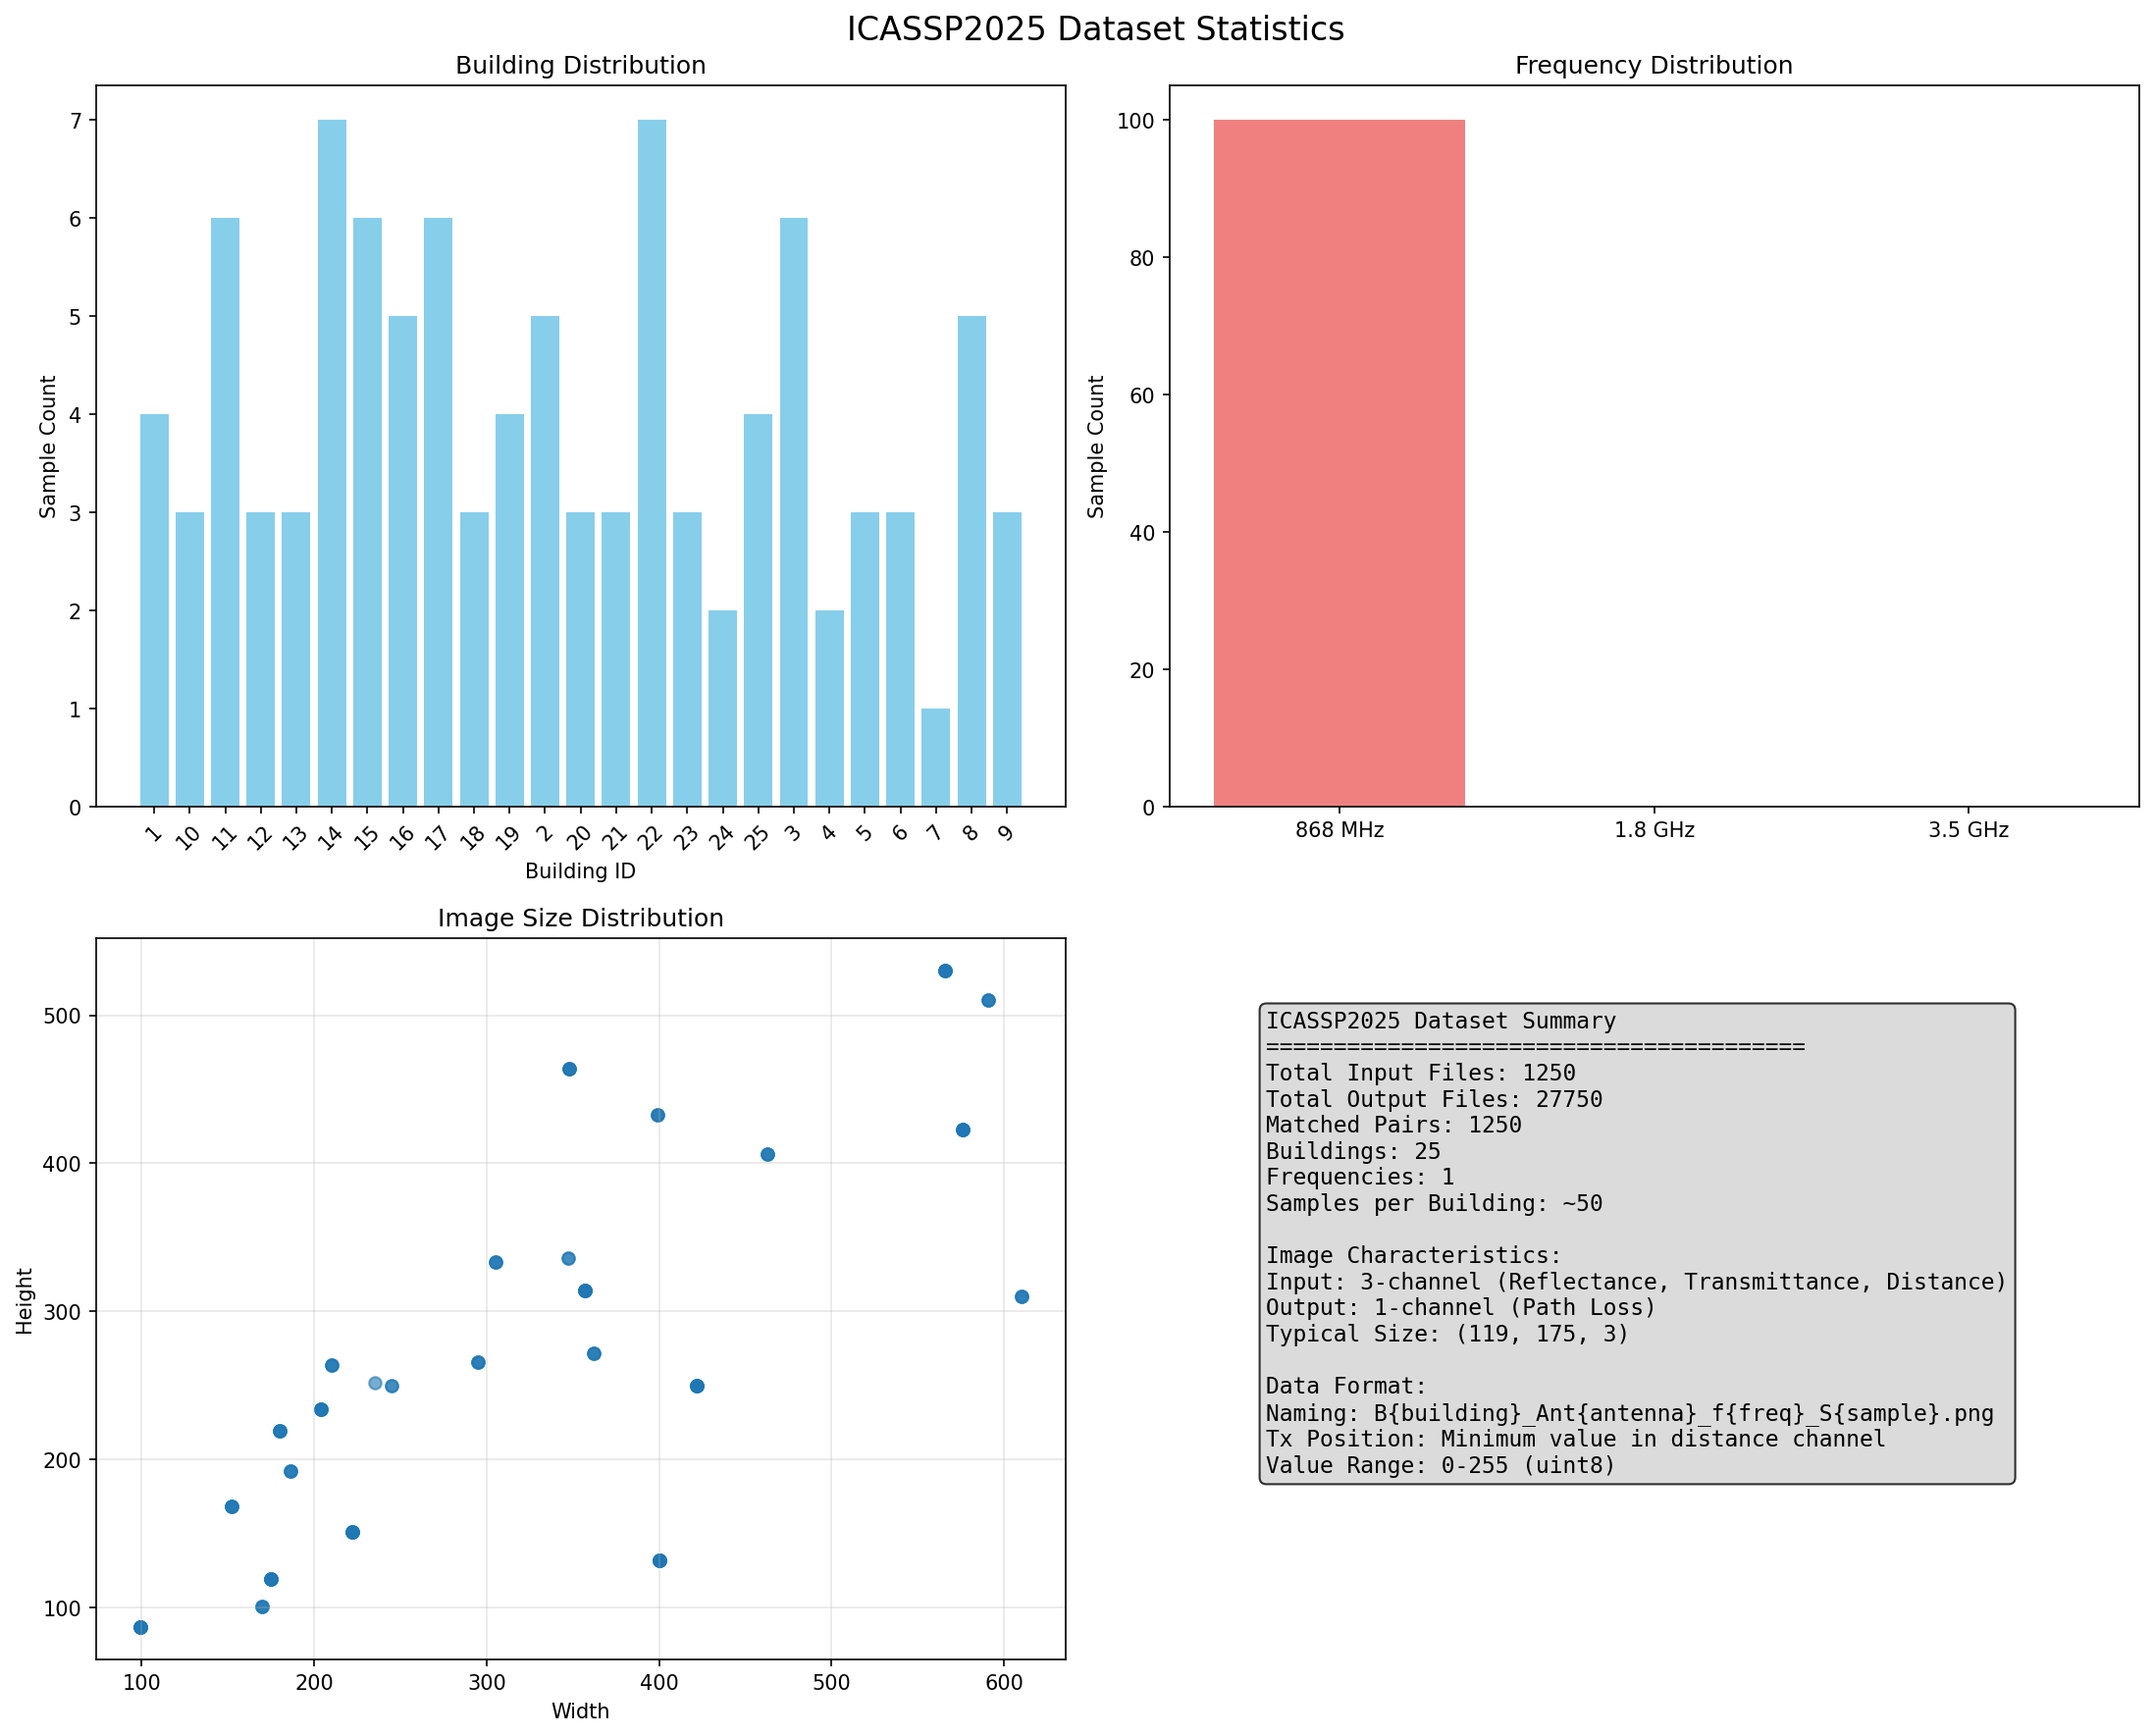 ICASSP2025 Dataset Statistics
Building Distribution
Sample Count
7
6
5
4
3
2
1
0
1 10 11 12 13 14 15 16 17 18 19 2 20 21 22 23 24 25 3 4 5 6 7 8 9
Building ID
Frequency Distribution
Sample Count
100
80
60
40
20
0
868 MHz 1.8 GHz 3.5 GHz
Image Size Distribution
Height
500
400
300
200
100
100 200 300 400 500 600
Width
ICASSP2025 Dataset Summary
========================================
Total Input Files: 1250
Total Output Files: 27750
Matched Pairs: 1250
Buildings: 25
Frequencies: 1
Samples per Building: ~50
Image Characteristics:
Input: 3-channel (Reflectance, Transmittance, Distance)
Output: 1-channel (Path Loss)
Typical Size: (119, 175, 3)
Data Format:
Naming: B{building}_Ant{antenna}_f{freq}_S{sample}.png
Tx Position: Minimum value in distance channel
Value Range: 0-255 (uint8)